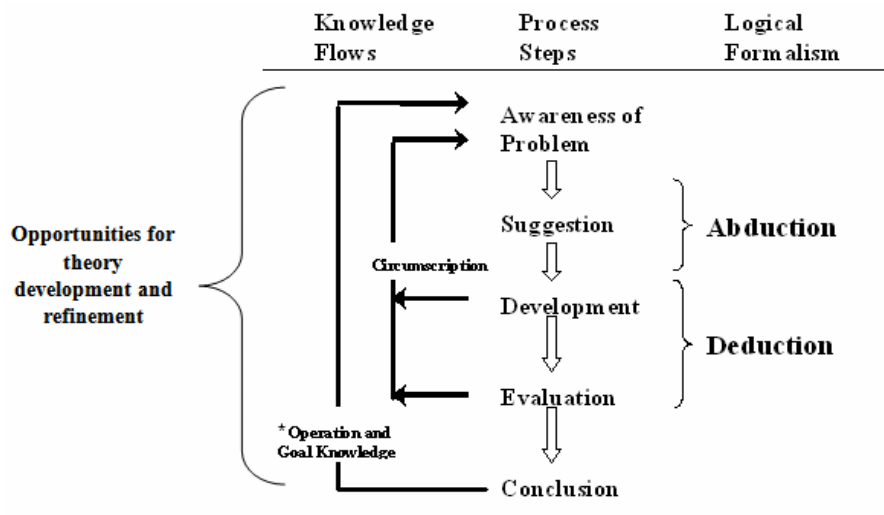 Knowledge Process Logical
Flows Steps Formalism
Awareness of
Problem
Suggestion
Abduction
Opportunities for
theory
development and
refinement
Circumscription
Development
Deduction
Evaluation
*Operation and
Goal Knowledge
Conclusion